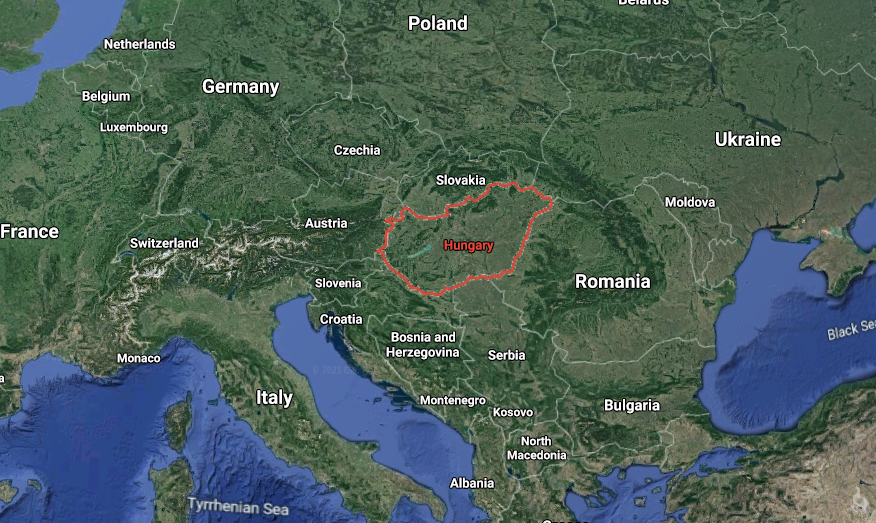 Belarus
Poland
Netherlands
Germany
Belgium
Luxembourg
Ukraine
Czechia
Slovakia
Moldova
Austria
France
Switzerland
Hungary
Slovenia
Romania
Croatia
Bosnia and
Herzegovina
Black Sea
Serbia
Monaco
Italy
Montenegro
Kosovo
Bulgaria
North
Macedonia
Albania
Tyrrhenian Sea